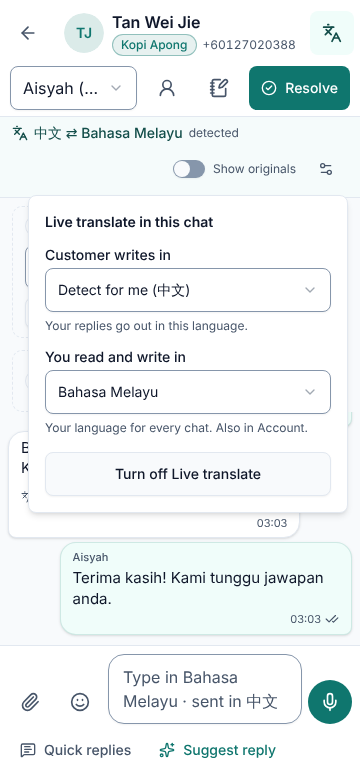 TJ
Tan Wei Jie
Kopi Apong +60127020388
Aisyah (...
Resolve
中文 ⇄ Bahasa Melayu detected
Show originals
Live translate in this chat
Customer writes in
Detect for me (中文)
Your replies go out in this language.
You read and write in
Bahasa Melayu
Your language for every chat. Also in Account.
Turn off Live translate
03:03
Aisyah
Terima kasih! Kami tunggu jawapan
anda.
03:03
Type in Bahasa
Melayu · sent in 中文
Quick replies
Suggest reply